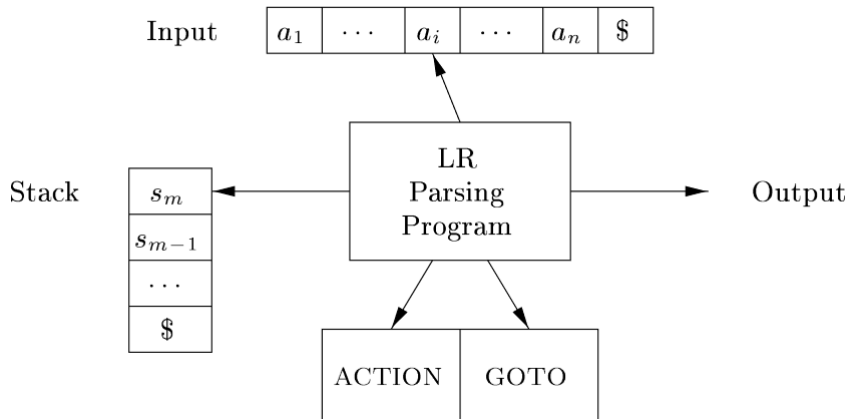 Input a₁ ⋯ aᵢ ⋯ aₙ $
LR
Parsing
Program
Stack
sₘ
sₘ₋₁
⋯
$
Output
ACTION GOTO